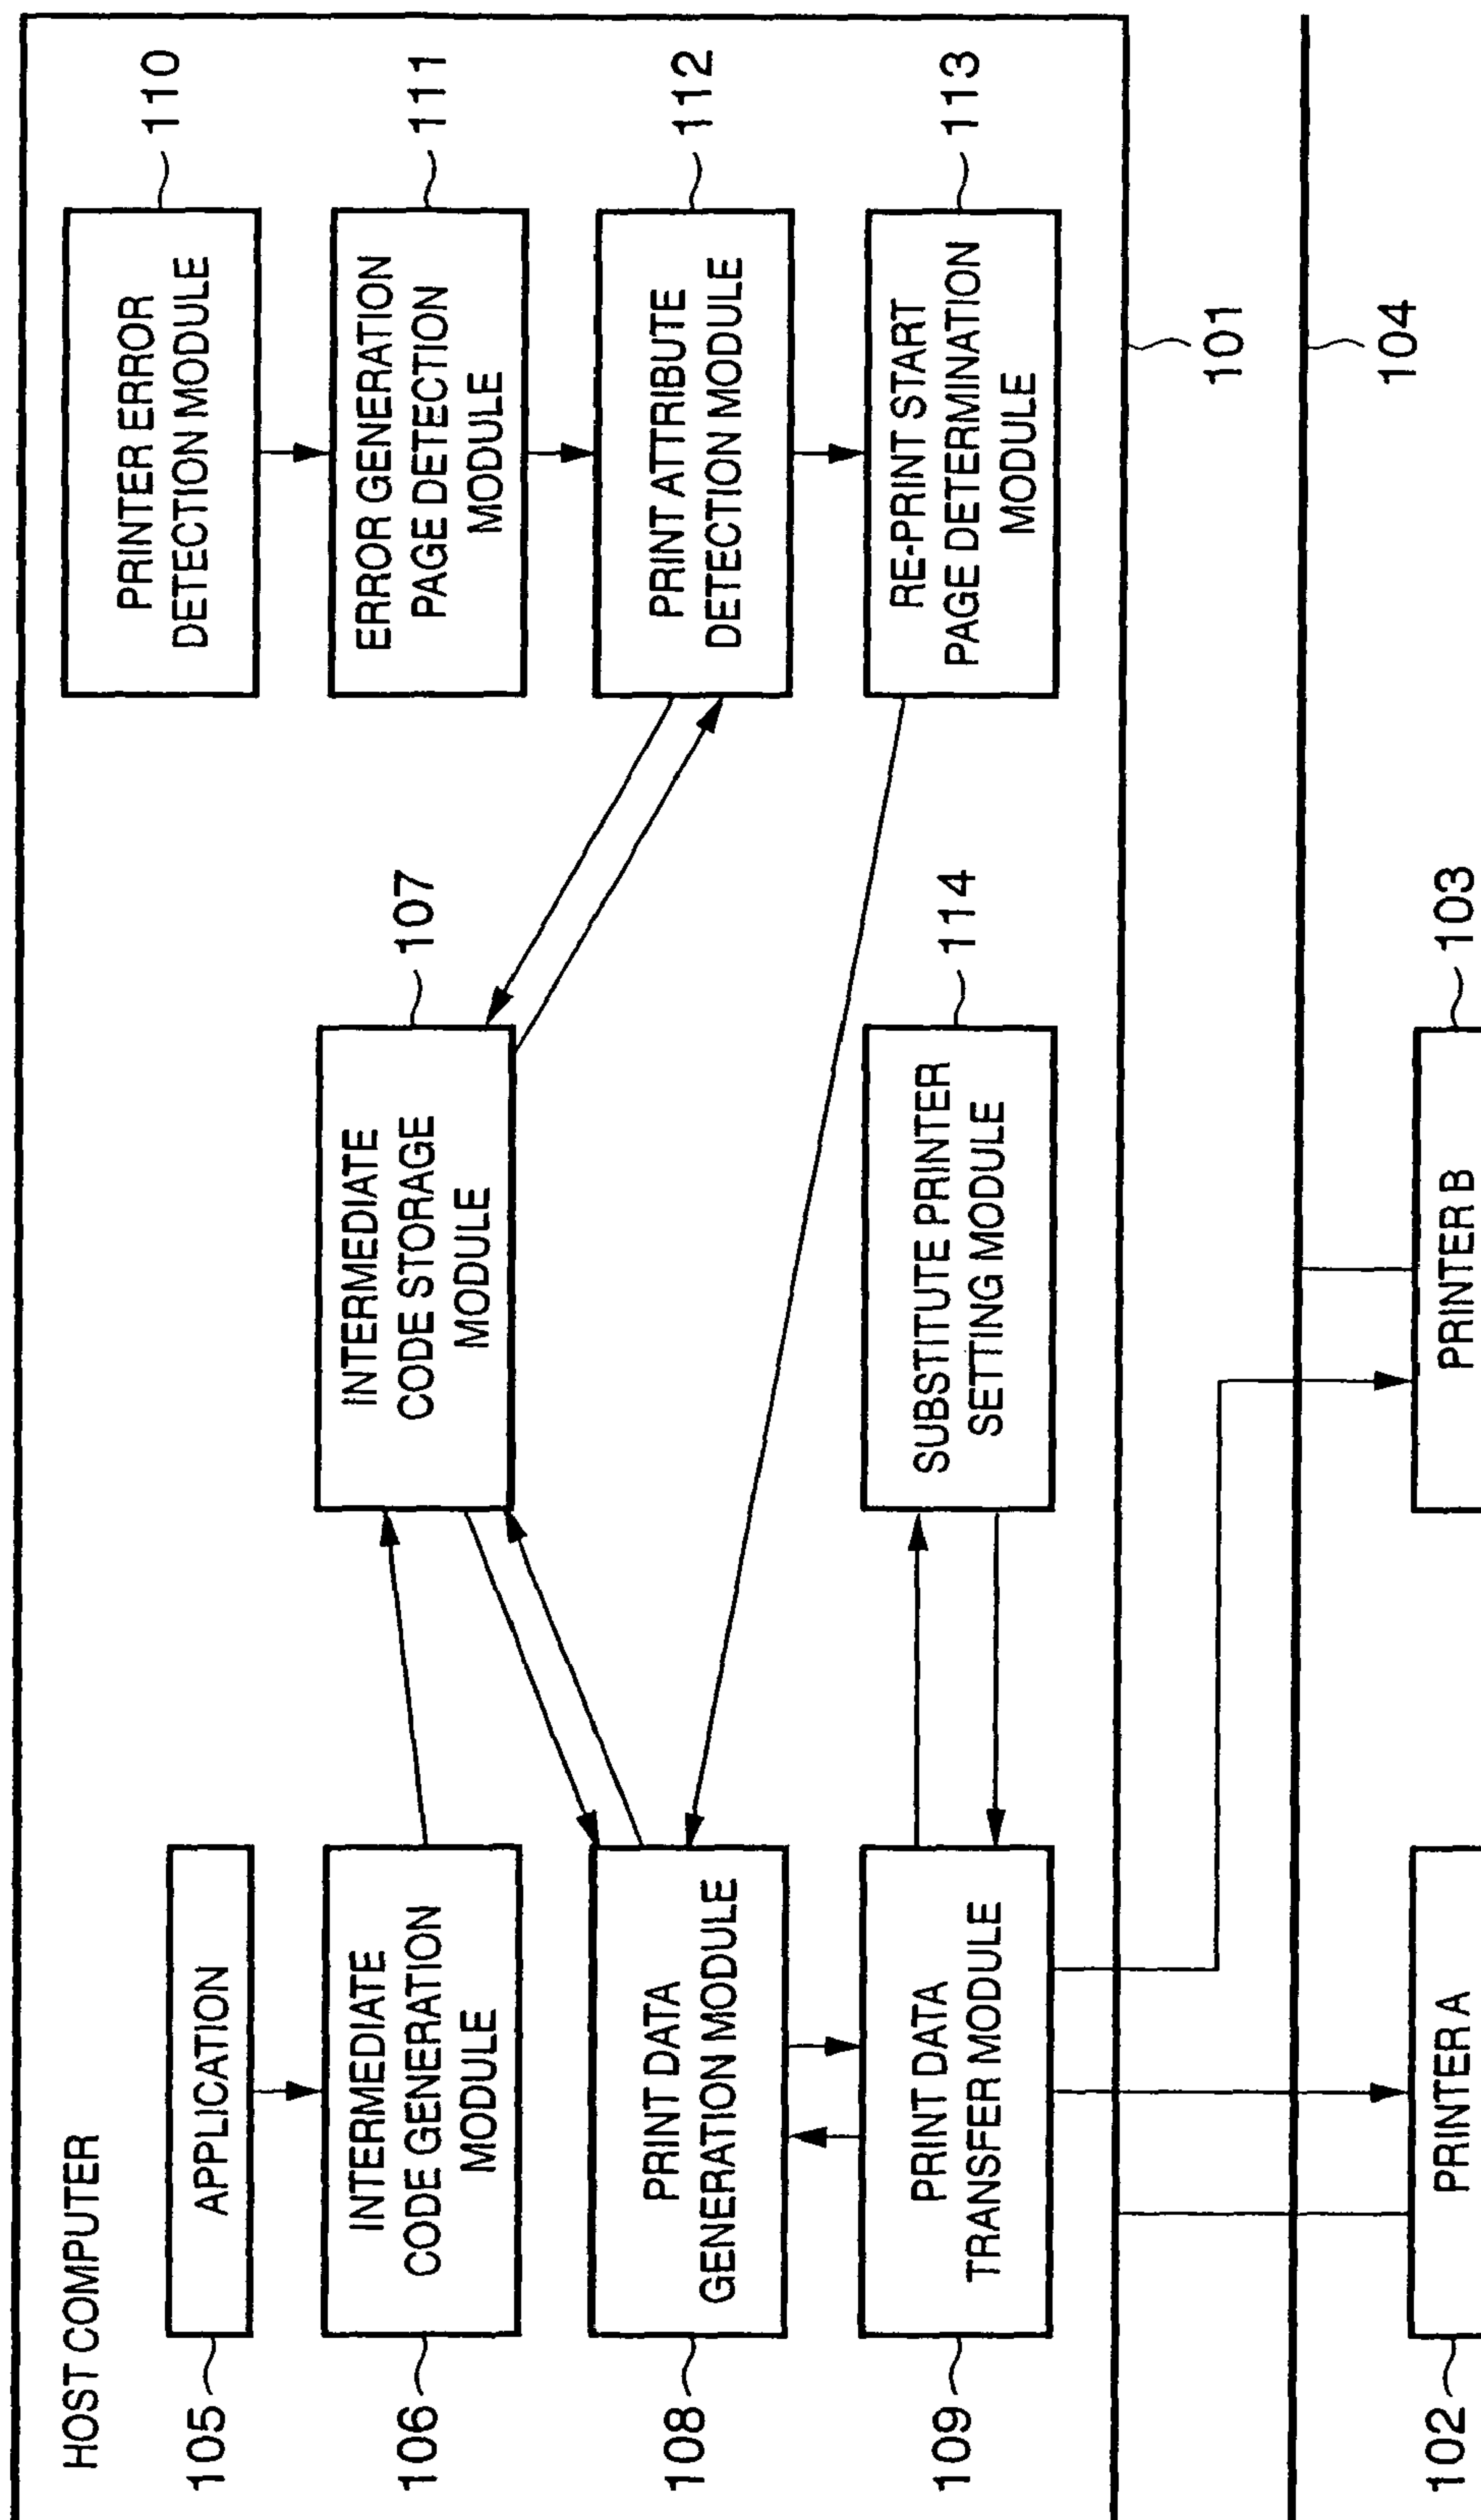 HOST COMPUTER
105
APPLICATION
106
INTERMEDIATE
CODE GENERATION
MODULE
108
PRINT DATA
GENERATION MODULE
109
PRINT DATA
TRANSFER MODULE
INTERMEDIATE
CODE STORAGE
MODULE
107
SUBSTITUTE PRINTER
SETTING MODULE
114
PRINTER ERROR
DETECTION MODULE
110
ERROR GENERATION
PAGE DETECTION
MODULE
111
PRINT ATTRIBUTE
DETECTION MODULE
112
RE-PRINT START
PAGE DETERMINATION
MODULE
113
101
104
102
PRINTER A
PRINTER B
103